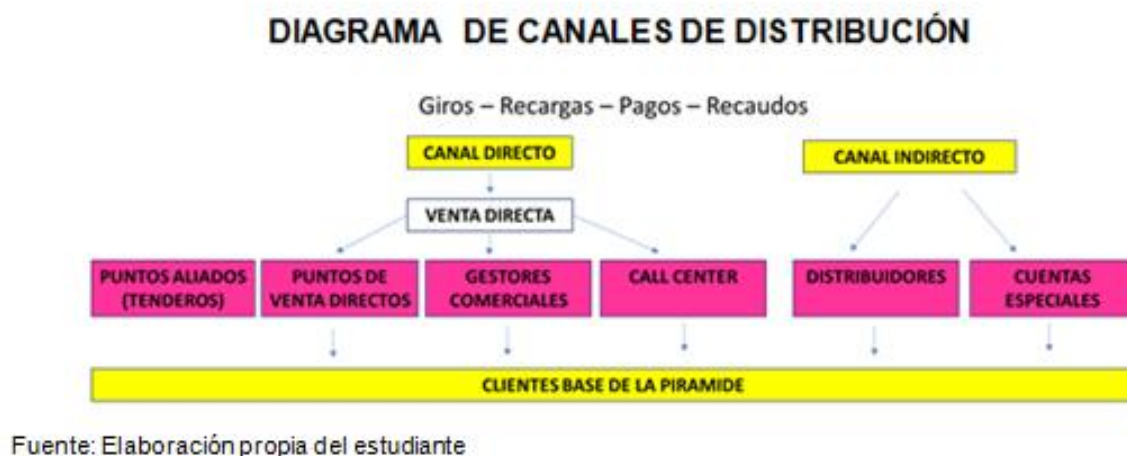 DIAGRAMA DE CANALES DE DISTRIBUCIÓN
Giros – Recargas – Pagos – Recaudos
CANAL DIRECTO
CANAL INDIRECTO
VENTA DIRECTA
PUNTOS ALIADOS
(TENDEROS)
PUNTOS DE
VENTA DIRECTOS
GESTORES
COMERCIALES
CALL CENTER
DISTRIBUIDORES
CUENTAS
ESPECIALES
CLIENTES BASE DE LA PIRAMIDE
Fuente: Elaboración propia del estudiante